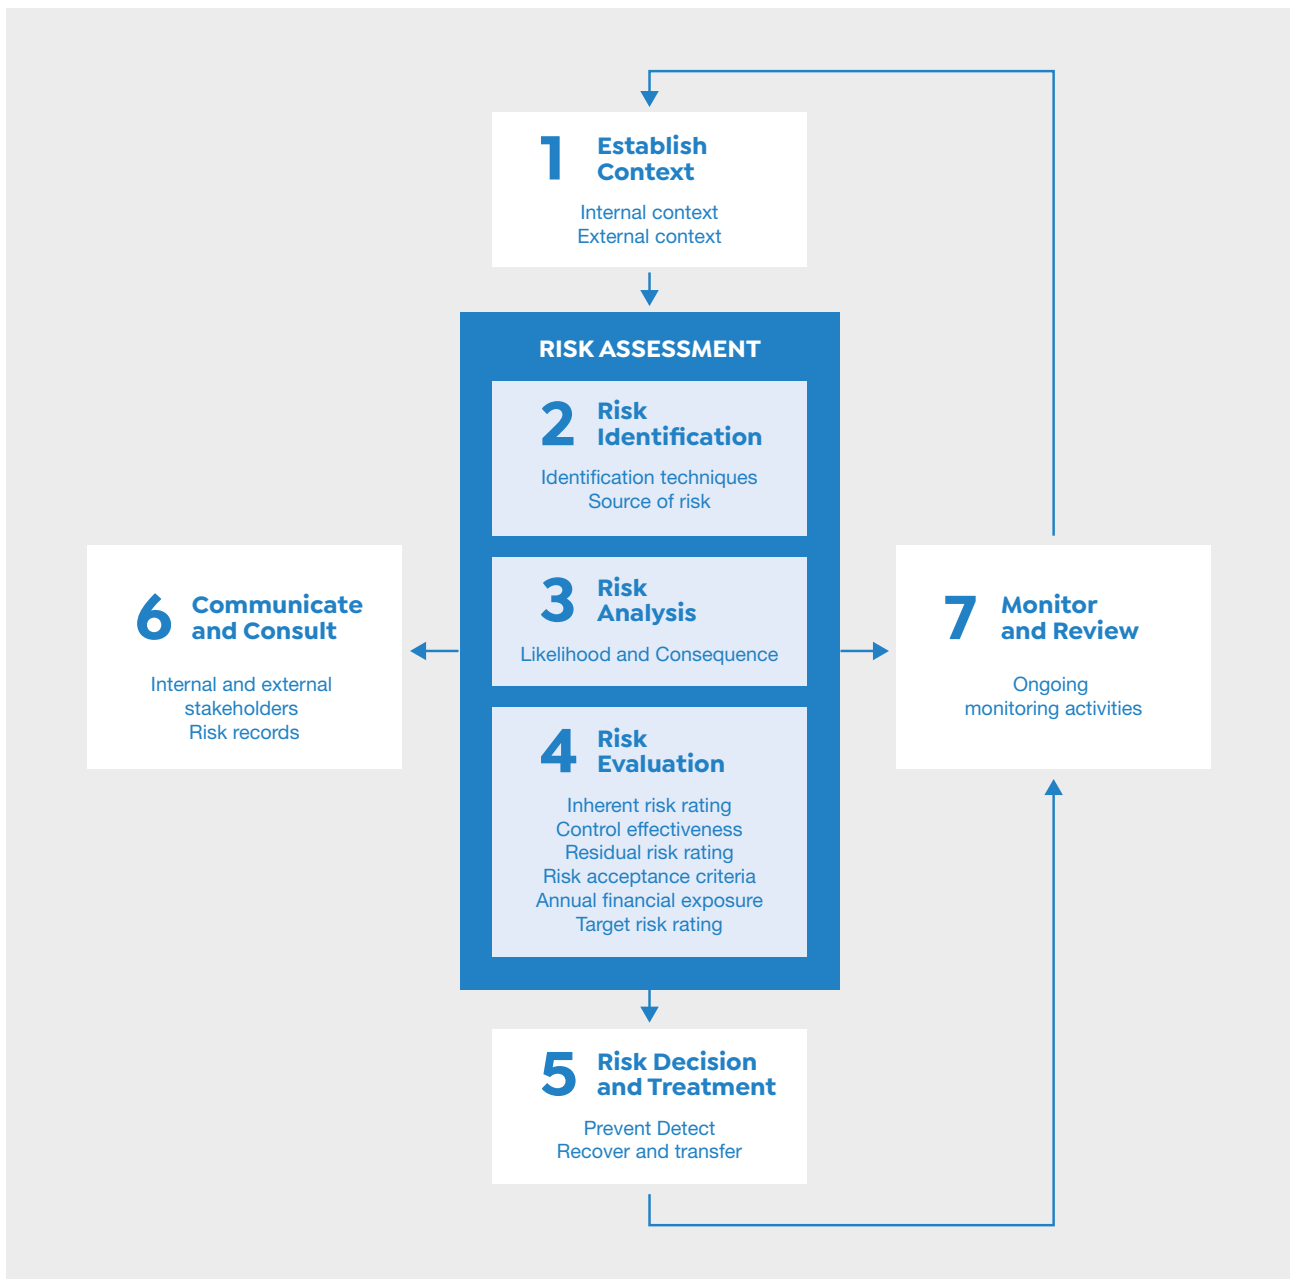 1 Establish
Context
Internal context
External context
RISK ASSESSMENT
2 Risk
Identification
Identification techniques
Source of risk
3 Risk
Analysis
Likelihood and Consequence
4 Risk
Evaluation
Inherent risk rating
Control effectiveness
Residual risk rating
Risk acceptance criteria
Annual financial exposure
Target risk rating
5 Risk Decision
and Treatment
Prevent Detect
Recover and transfer
6 Communicate
and Consult
Internal and external
stakeholders
Risk records
7 Monitor
and Review
Ongoing
monitoring activities